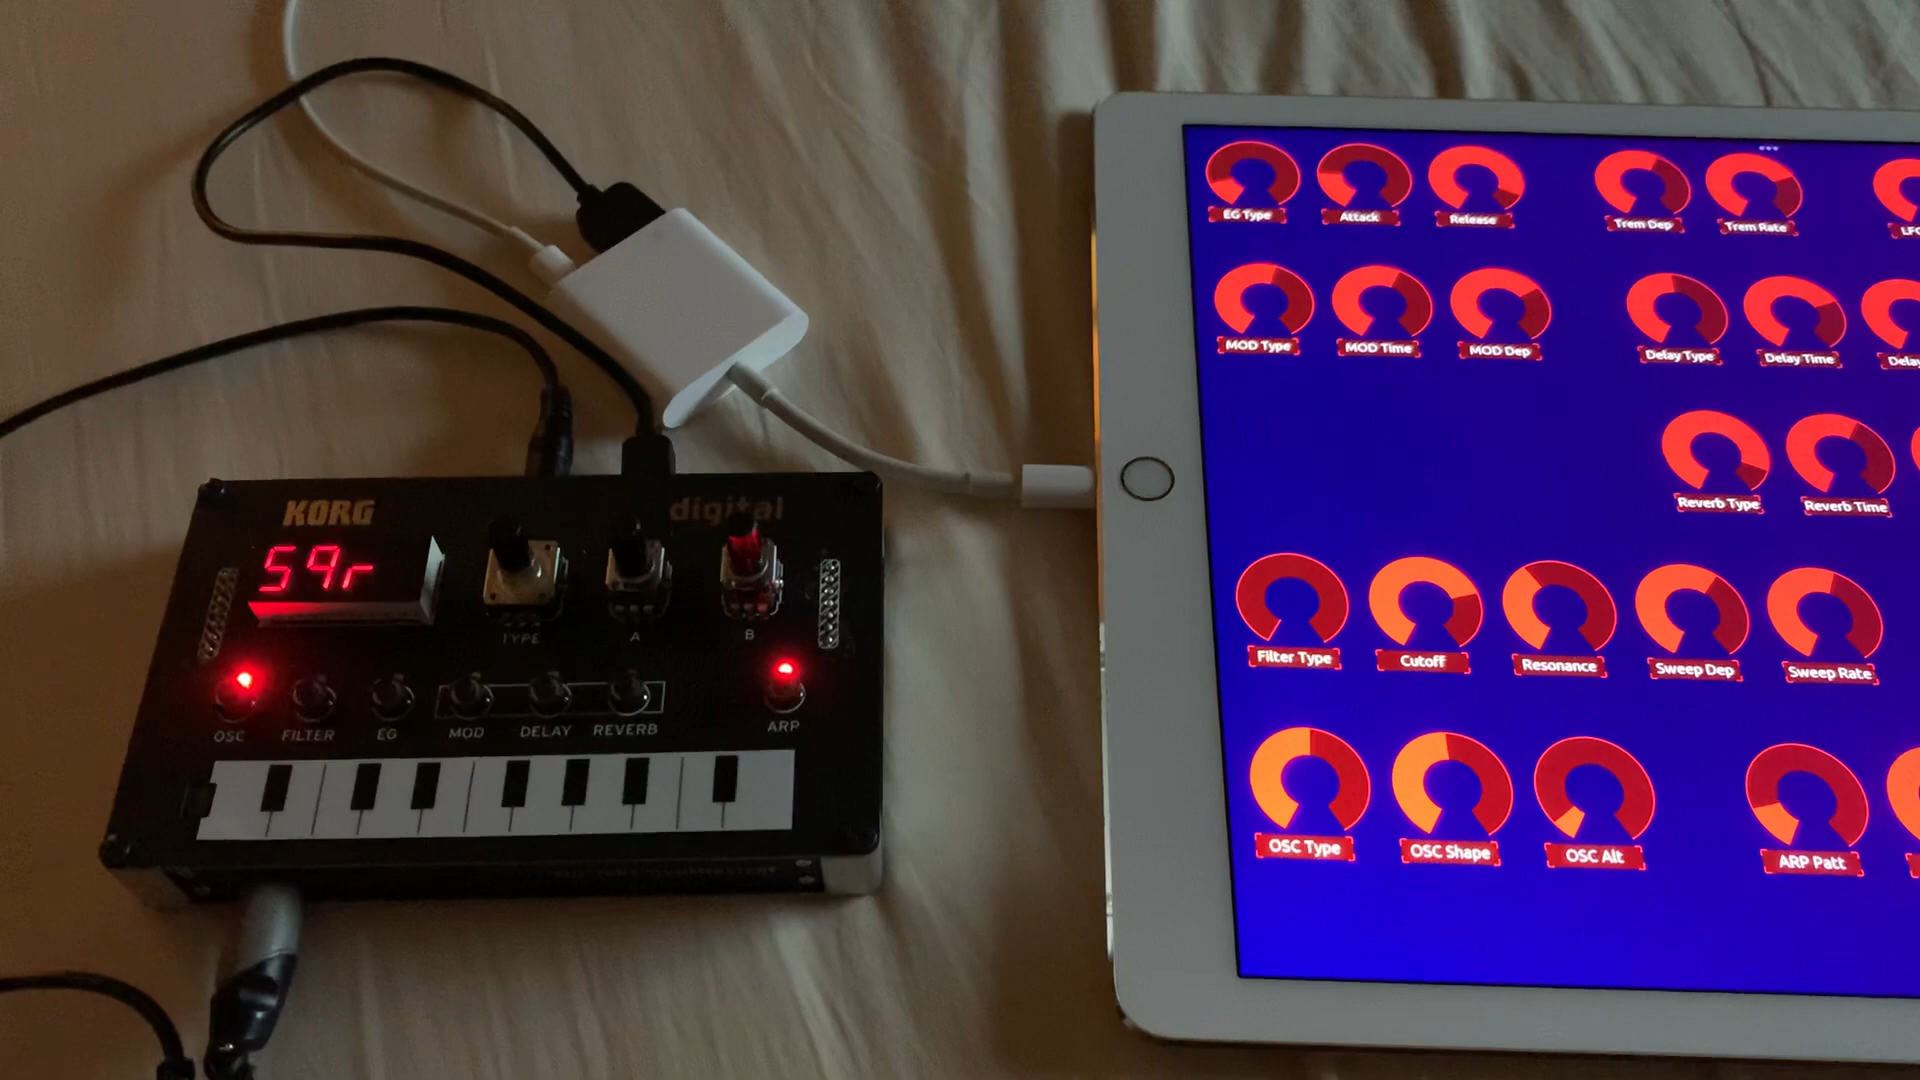 KORG
digital
S9r
TYPE
A
B
OSC
FILTER
EG
MOD
DELAY
REVERB
ARP
EG Type
Attack
Release
Trem Dep
Trem Rate
MOD Type
MOD Time
MOD Dep
Delay Type
Delay Time
Reverb Type
Reverb Time
Filter Type
Cutoff
Resonance
Sweep Dep
Sweep Rate
OSC Type
OSC Shape
OSC Alt
ARP Patt